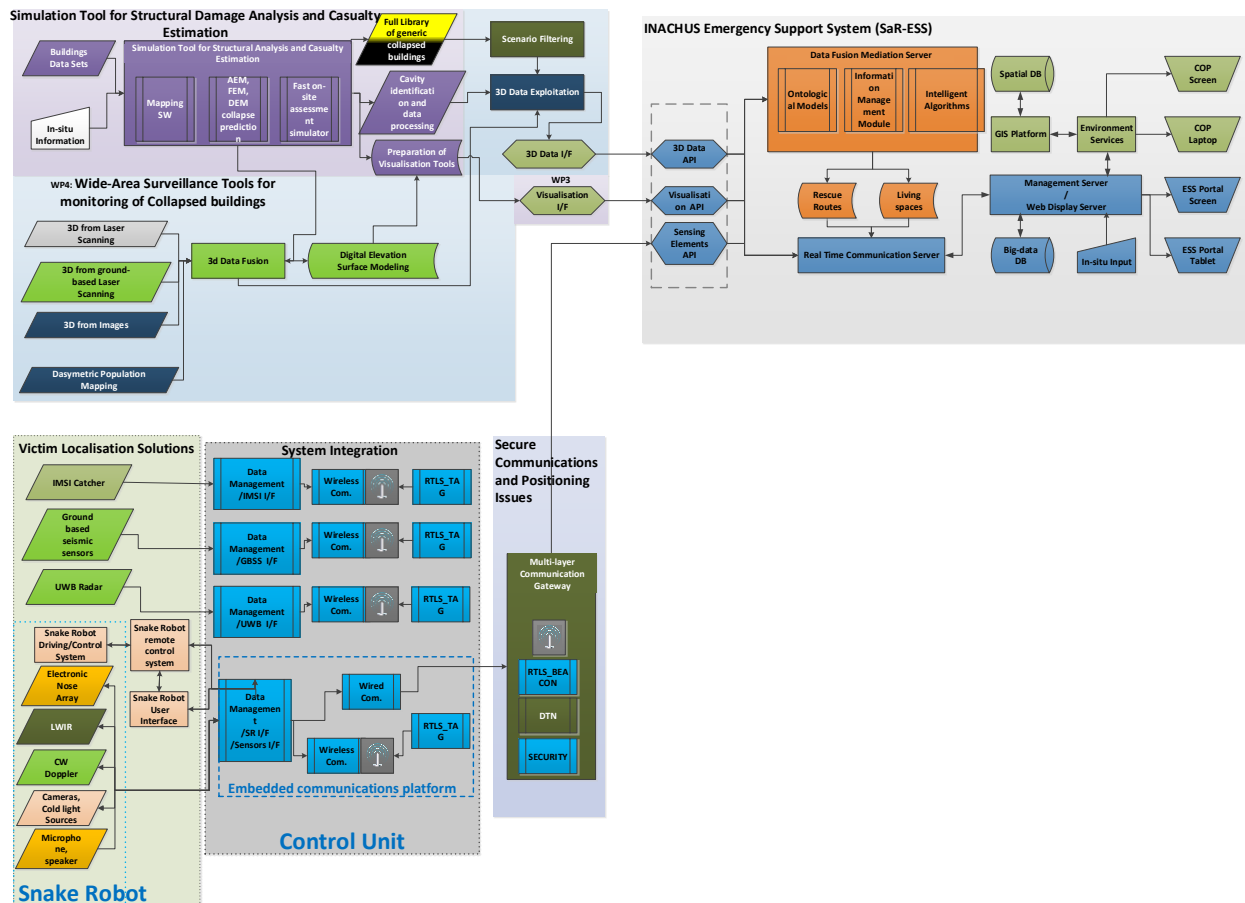 Simulation Tool for Structural Damage Analysis and Casualty
Estimation
Buildings
Data Sets
In-situ
Information
Simulation Tool for Structural Analysis and Casualty
Estimation
Mapping
SW
AEM,
FEM,
DEM
collapse
predictio
n
Fast on-
site
assessme
nt
simulator
Full Library
of generic
collapsed
buildings
Cavity
identificati
on and
data
processing
Preparation of
Visualisation Tools
Scenario Filtering
3D Data Exploitation
3D Data I/F
WP3
Visualisation
I/F
WP4: Wide-Area Surveillance Tools for
monitoring of Collapsed buildings
3D from Laser
Scanning
3D from ground-
based Laser
Scanning
3D from Images
Dasymetric Population
Mapping
3d Data Fusion
Digital Elevation
Surface Modeling
3D Data
API
Visualisati
on API
Sensing
Elements
API
INACHUS Emergency Support System (SaR-ESS)
Data Fusion Mediation Server
Ontologic
al Models
Informati
on
Manage
ment
Module
Intelligent
Algorithms
Rescue
Routes
Living
spaces
Real Time Communication Server
Spatial DB
GIS Platform
Environment
Services
COP
Screen
COP
Laptop
Management Server
/
Web Display Server
ESS Portal
Screen
ESS Portal
Tablet
Big-data
DB
In-situ Input
Victim Localisation Solutions
IMSI Catcher
Ground
based
seismic
sensors
UWB Radar
Snake Robot
Driving/Control
System
Snake Robot
remote
control
system
Snake Robot
User
Interface
Electronic
Nose
Array
LWIR
CW
Doppler
Cameras,
Cold light
Sources
Micropho
ne,
speaker
Snake Robot
System Integration
Data
Management
/IMSI I/F
Wireless
Com.
RTLS_TA
G
Data
Management
/GBSS I/F
Wireless
Com.
RTLS_TA
G
Data
Management
/UWB I/F
Wireless
Com.
RTLS_TA
G
Data
Managemen
t
/SR I/F
/Sensors I/F
Wired
Com.
Wireless
Com.
RTLS_TA
G
Embedded communications platform
Control Unit
Secure
Communications
and Positioning
Issues
Multi-layer
Communication
Gateway
RTLS_BEA
CON
DTN
SECURITY